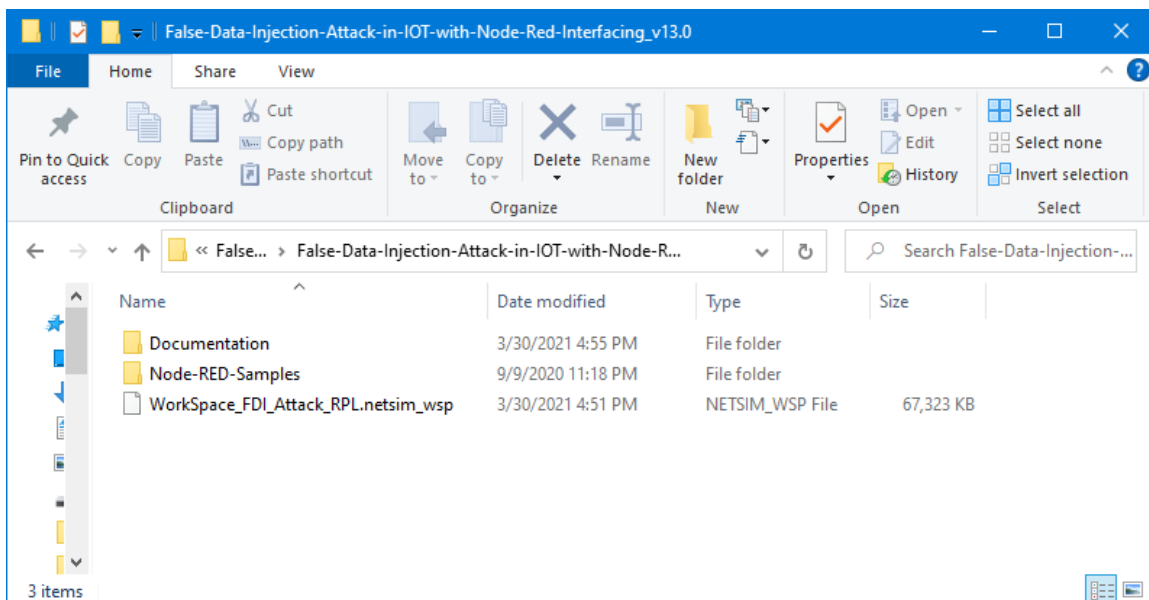 False-Data-Injection-Attack-in-IOT-with-Node-Red-Interfacing_v13.0
File Home Share View
Pin to Quick access
Copy
Paste
Cut
Copy path
Paste shortcut
Clipboard
Move to
Copy to
Delete
Rename
Organize
New folder
New
Properties
Open
Edit
History
Open
Select all
Select none
Invert selection
Select
« False... › False-Data-Injection-Attack-in-IOT-with-Node-R...
Search False-Data-Injection-...
Name Date modified Type Size
Documentation 3/30/2021 4:55 PM File folder
Node-RED-Samples 9/9/2020 11:18 PM File folder
WorkSpace_FDI_Attack_RPL.netsim_wsp 3/30/2021 4:51 PM NETSIM_WSP File 67,323 KB
3 items